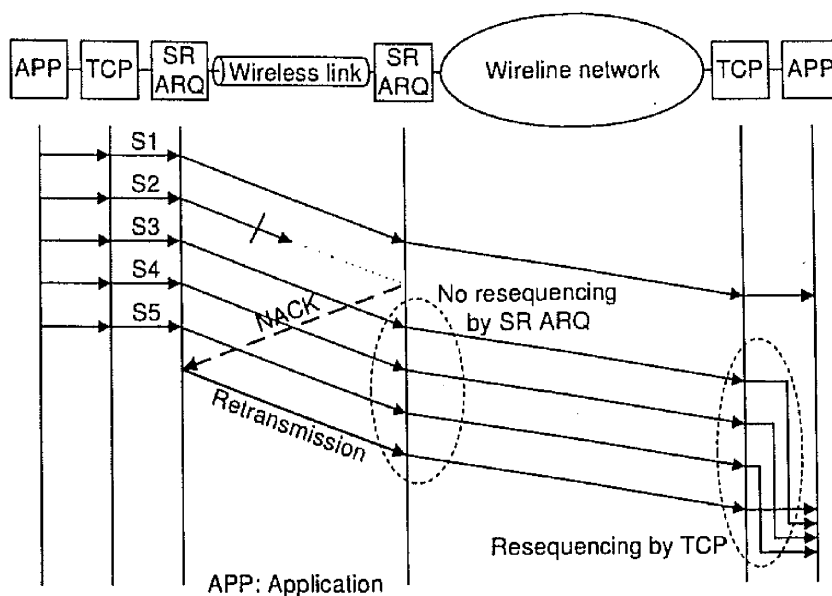 APP
TCP
SR
ARQ
Wireless link
SR
ARQ
Wireline network
TCP
APP
S1
S2
S3
S4
S5
NACK
No resequencing
by SR ARQ
Retransmission
Resequencing by TCP
APP: Application